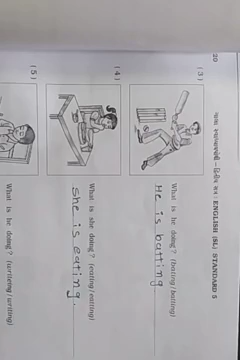 20
ENGLISH (SL) STANDARD 5
(3)
What is he doing? (bating/batting)
He is batting
(4)
What is she doing? (eating/eatting)
She is eating.
(5)
What is he doing? (writeing/writing)